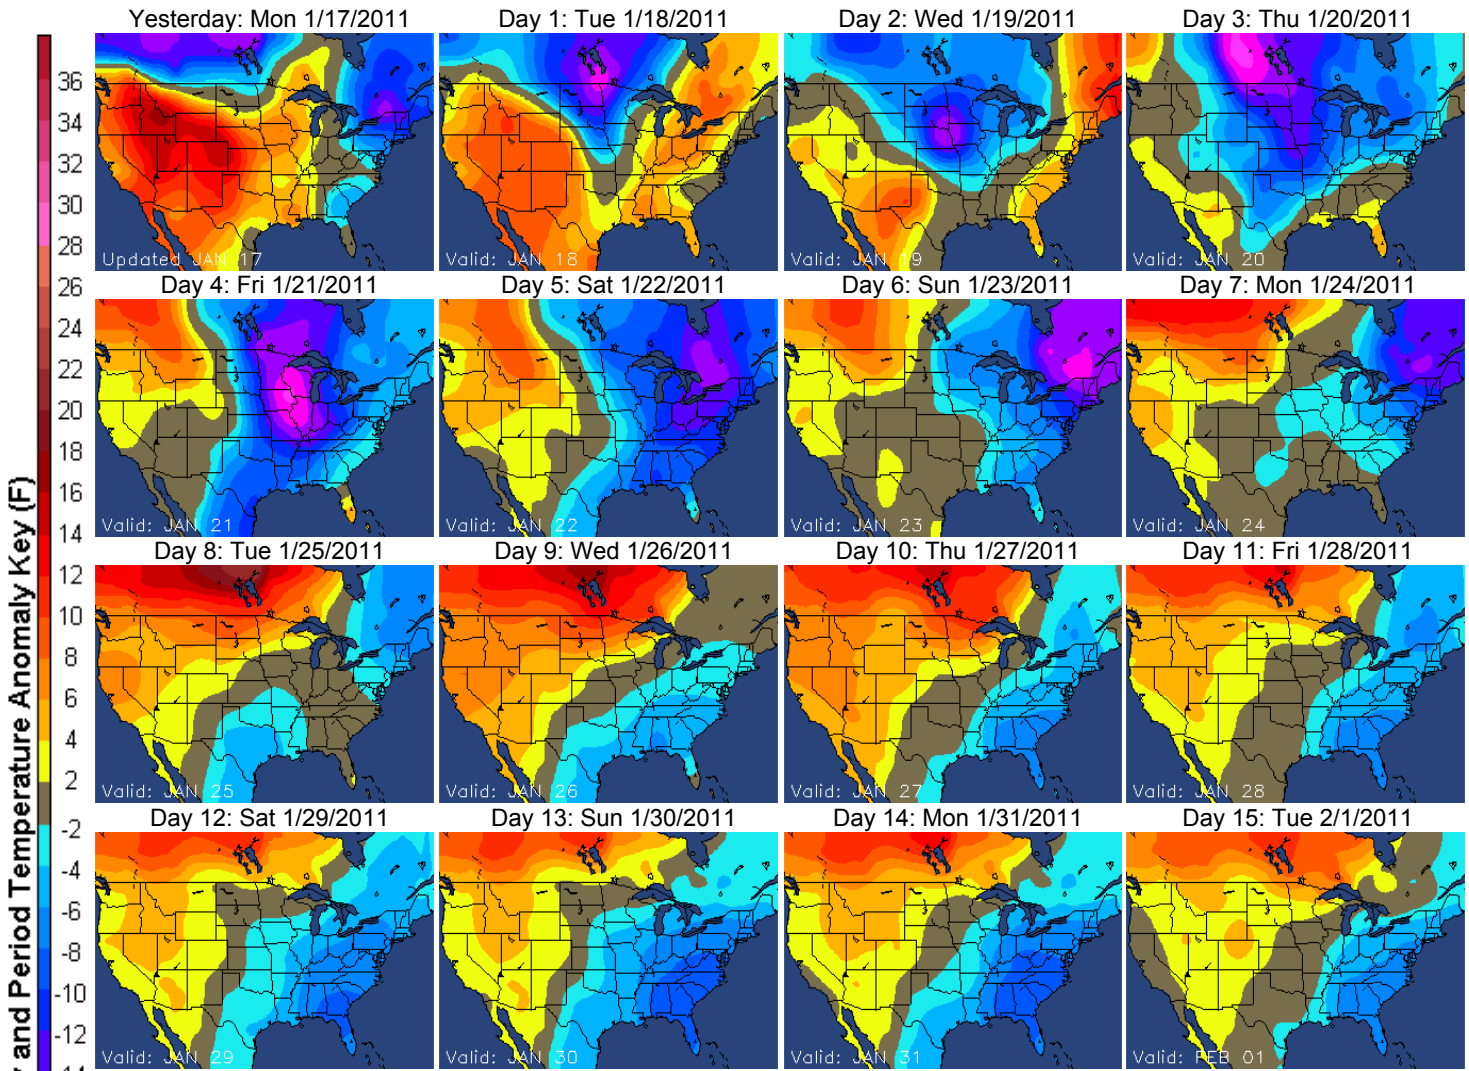 Yesterday: Mon 1/17/2011
Day 1: Tue 1/18/2011
Day 2: Wed 1/19/2011
Day 3: Thu 1/20/2011
Updated JAN 17
Valid: JAN 18
Valid: JAN 19
Valid: JAN 20
Day 4: Fri 1/21/2011
Day 5: Sat 1/22/2011
Day 6: Sun 1/23/2011
Day 7: Mon 1/24/2011
Valid: JAN 21
Valid: JAN 22
Valid: JAN 23
Valid: JAN 24
Day 8: Tue 1/25/2011
Day 9: Wed 1/26/2011
Day 10: Thu 1/27/2011
Day 11: Fri 1/28/2011
Valid: JAN 25
Valid: JAN 26
Valid: JAN 27
Valid: JAN 28
Day 12: Sat 1/29/2011
Day 13: Sun 1/30/2011
Day 14: Mon 1/31/2011
Day 15: Tue 2/1/2011
Valid: JAN 29
Valid: JAN 30
Valid: JAN 31
Valid: FEB 01
and Period Temperature Anomaly Key (F)
36
34
32
30
28
26
24
22
20
18
16
14
12
10
8
6
4
2
-2
-4
-6
-8
-10
-12